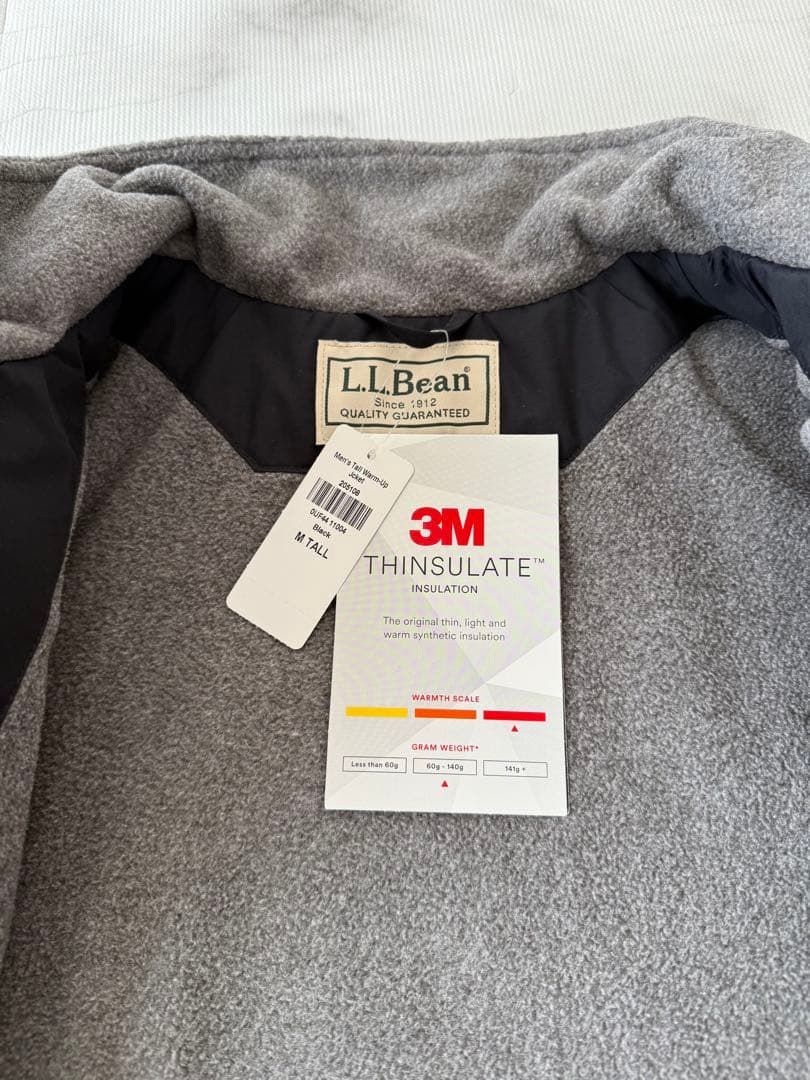 L.L.Bean®
Since 1912
QUALITY GUARANTEED
Men's Tall Warm-Up
Jcket
205108
0UF44 11004
Black
M TALL
3M
THINSULATE™
INSULATION
The original thin, light and
warm synthetic insulation
WARMTH SCALE
GRAM WEIGHT*
Less than 60g
60g - 140g
141g +